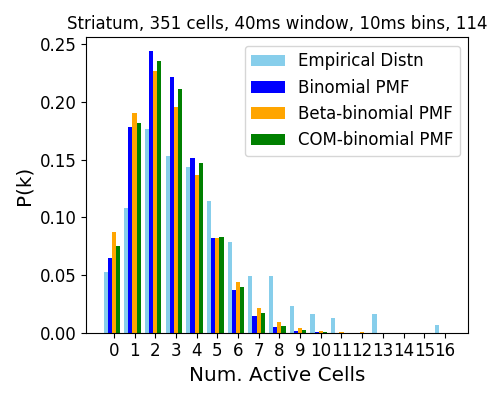 Striatum, 351 cells, 40ms window, 10ms bins, 114
Empirical Distn
Binomial PMF
Beta-binomial PMF
COM-binomial PMF
P(k)
0.25
0.20
0.15
0.10
0.05
0.00
0 1 2 3 4 5 6 7 8 9 10 11 12 13 14 15 16
Num. Active Cells